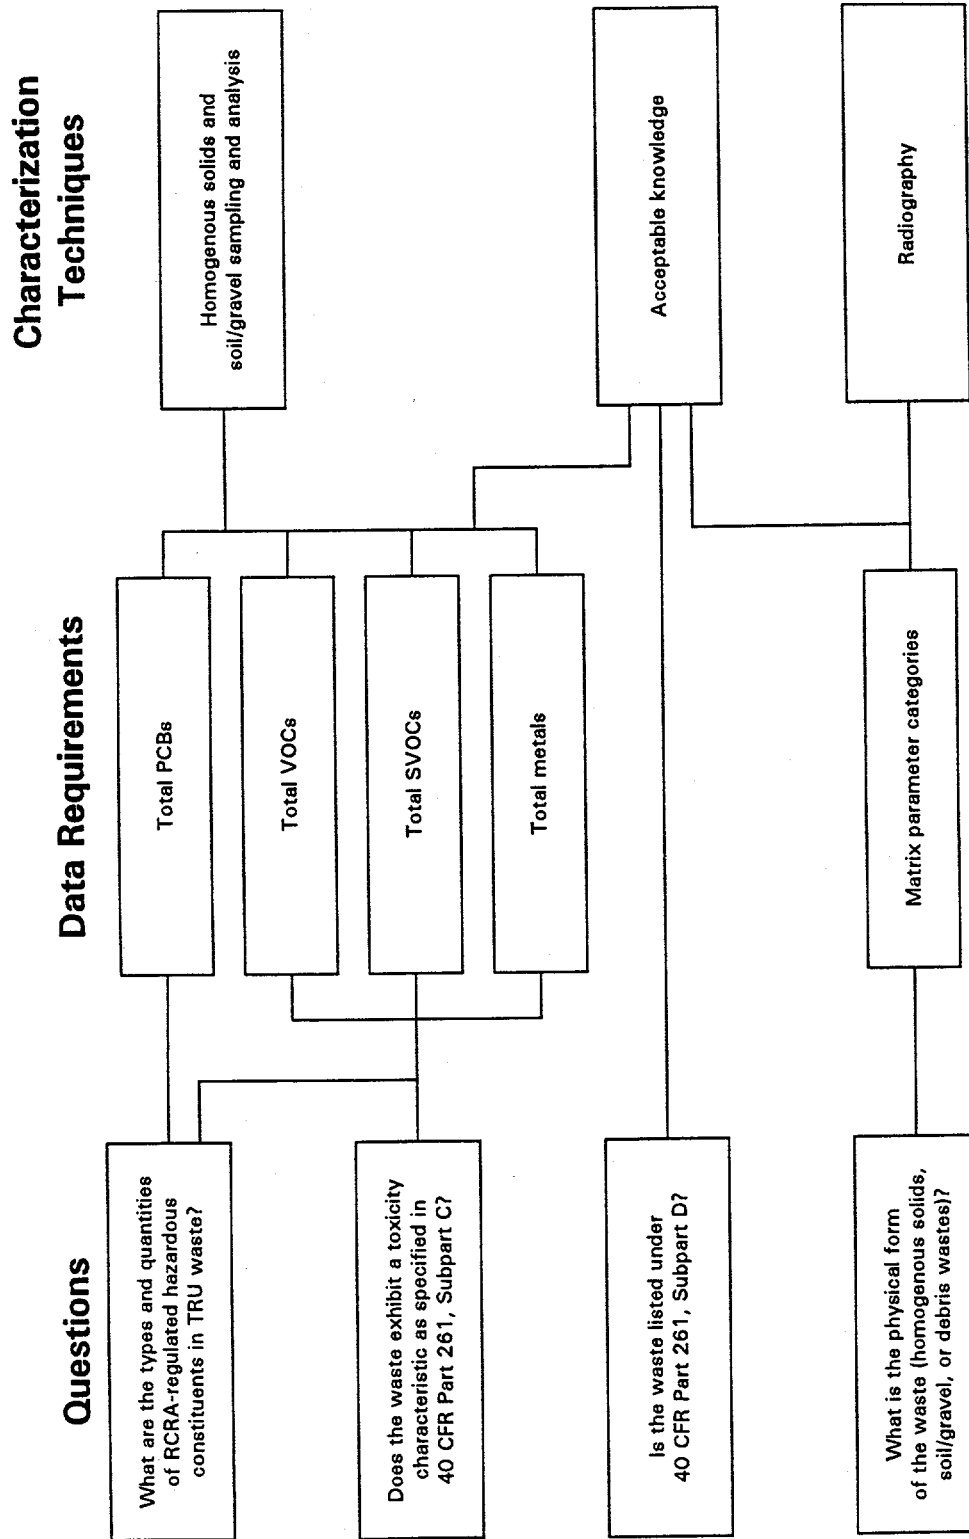 Questions
Data Requirements
Characterization
Techniques
What are the types and quantities
of RCRA-regulated hazardous
constituents in TRU waste?
Does the waste exhibit a toxicity
characteristic as specified in
40 CFR Part 261, Subpart C?
Is the waste listed under
40 CFR Part 261, Subpart D?
What is the physical form
of the waste (homogenous solids,
soil/gravel, or debris wastes)?
Total PCBs
Total VOCs
Total SVOCs
Total metals
Matrix parameter categories
Homogenous solids and
soil/gravel sampling and analysis
Acceptable knowledge
Radiography